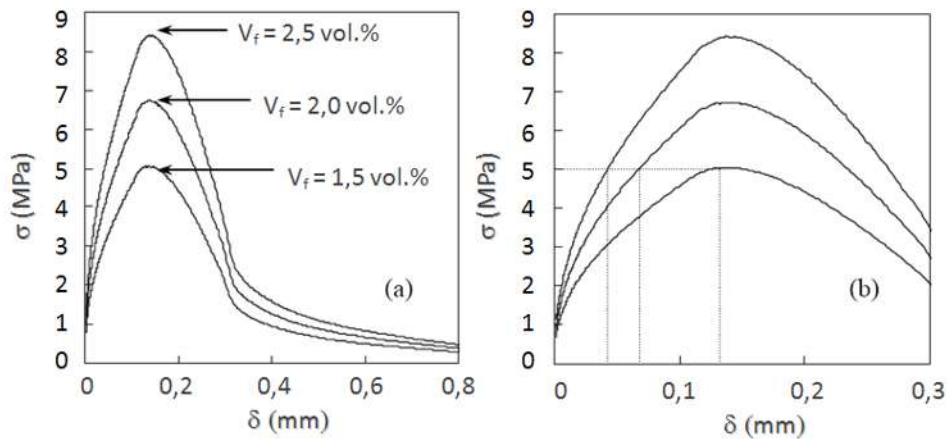 9
8
7
6
5
4
3
2
1
0
σ (MPa)
V_f = 2,5 vol.%
V_f = 2,0 vol.%
V_f = 1,5 vol.%
(a)
0 0,2 0,4 0,6 0,8
δ (mm)
9
8
7
6
5
4
3
2
1
0
σ (MPa)
(b)
0 0,1 0,2 0,3
δ (mm)